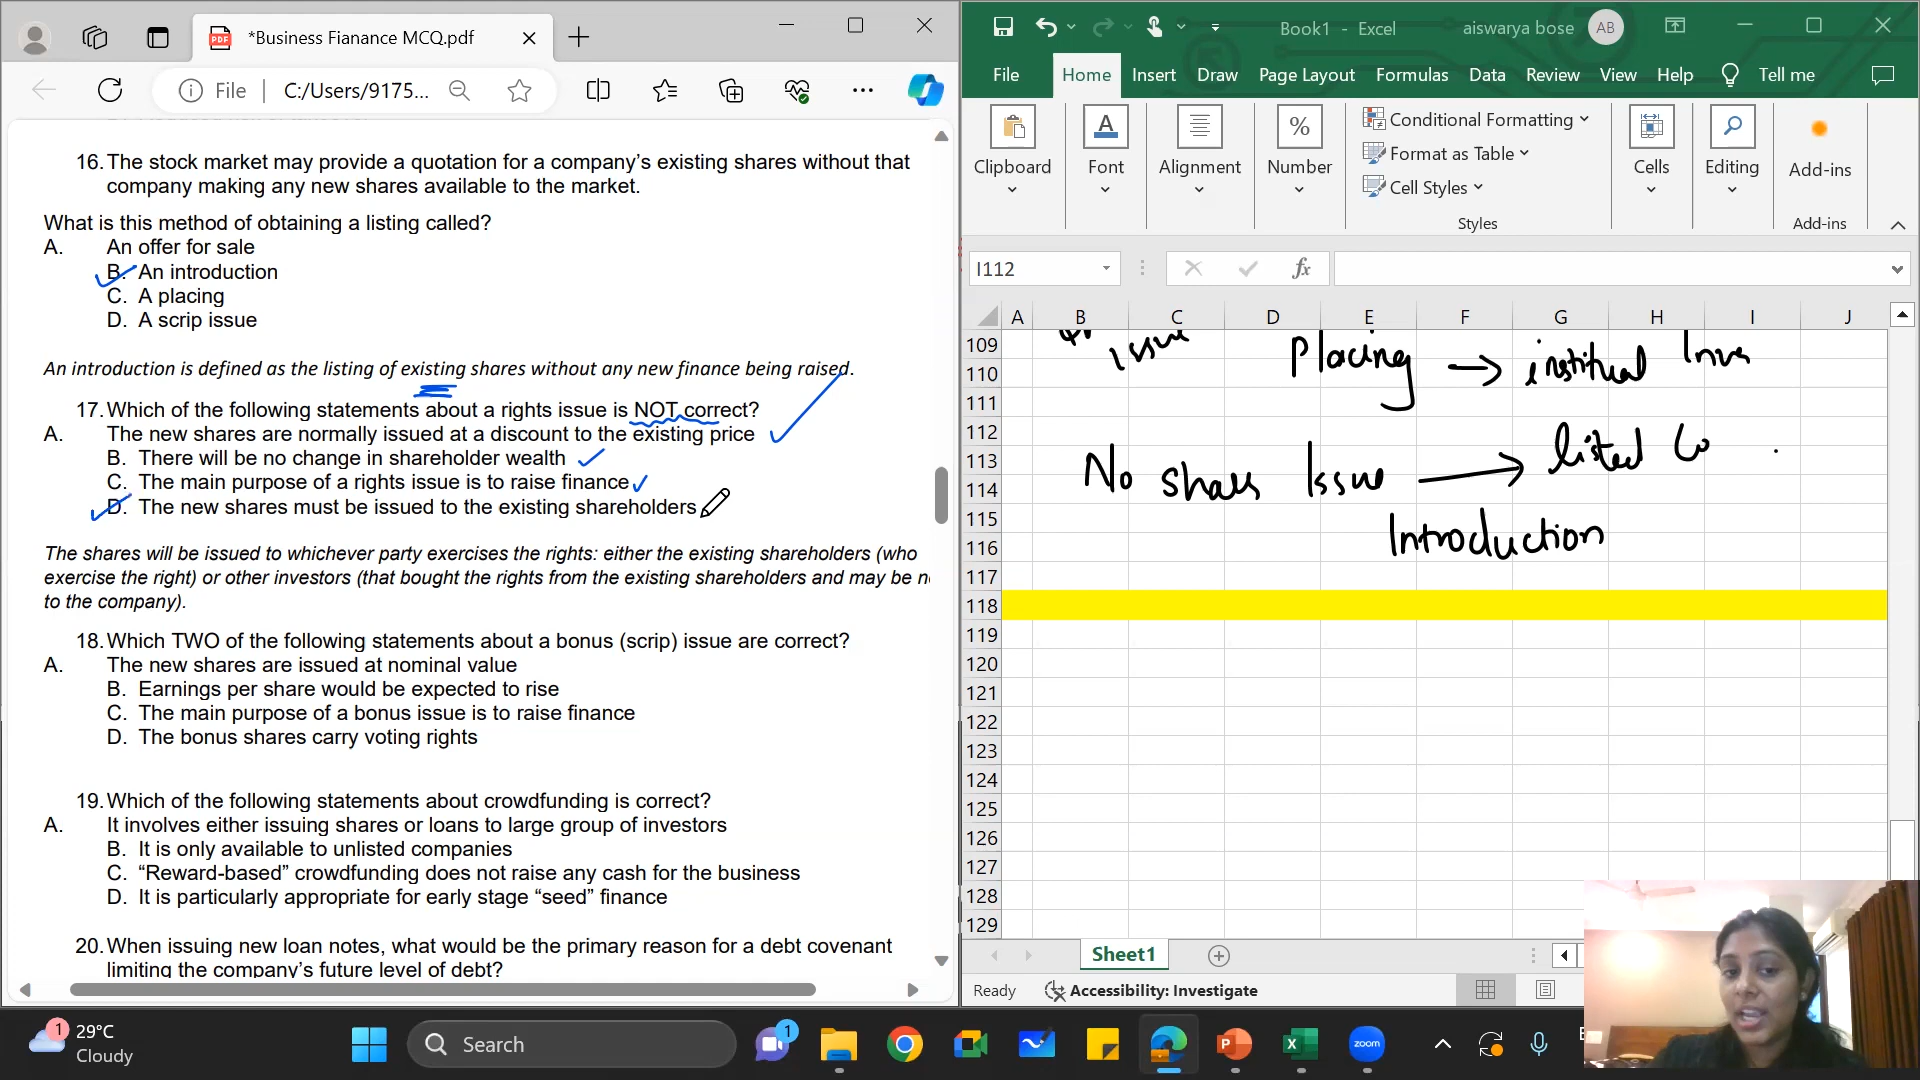 *Business Fianance MCQ.pdf
File
C:/Users/9175...
16. The stock market may provide a quotation for a company's existing shares without that
company making any new shares available to the market.
What is this method of obtaining a listing called?
A. An offer for sale
B. An introduction
C. A placing
D. A scrip issue
An introduction is defined as the listing of existing shares without any new finance being raised.
17. Which of the following statements about a rights issue is NOT correct?
A. The new shares are normally issued at a discount to the existing price
B. There will be no change in shareholder wealth
C. The main purpose of a rights issue is to raise finance
D. The new shares must be issued to the existing shareholders
The shares will be issued to whichever party exercises the rights: either the existing shareholders (who
exercise the right) or other investors (that bought the rights from the existing shareholders and may be n
to the company).
18. Which TWO of the following statements about a bonus (scrip) issue are correct?
A. The new shares are issued at nominal value
B. Earnings per share would be expected to rise
C. The main purpose of a bonus issue is to raise finance
D. The bonus shares carry voting rights
19. Which of the following statements about crowdfunding is correct?
A. It involves either issuing shares or loans to large group of investors
B. It is only available to unlisted companies
C. “Reward-based” crowdfunding does not raise any cash for the business
D. It is particularly appropriate for early stage “seed” finance
20. When issuing new loan notes, what would be the primary reason for a debt covenant
limiting the company's future level of debt?
Book1 - Excel
aiswarya bose
AB
File Home Insert Draw Page Layout Formulas Data Review View Help Tell me
Clipboard
Font
Alignment
%
Number
Conditional Formatting
Format as Table
Cell Styles
Styles
Cells
Editing
Add-ins
Add-ins
I112
fx
A B C D E F G H I J
109
110
111
112
113
114
115
116
117
118
119
120
121
122
123
124
125
126
127
128
129
issue
Placing → institual Inve
No shares Issue → listed Co
Introduction
Sheet1
Ready
Accessibility: Investigate
1
29°C
Cloudy
Search
1
zoom